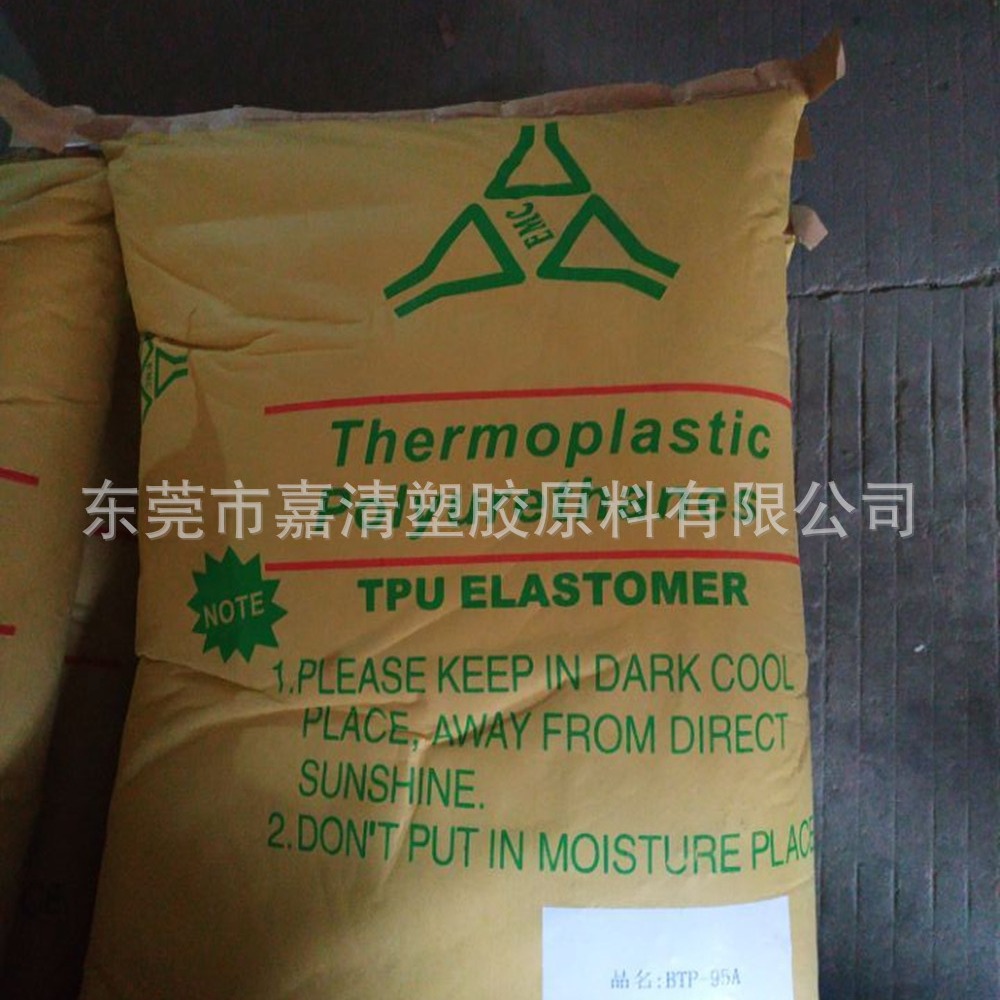 EMC
EMC
Thermoplastic
Polyurethanes
东莞市嘉清塑胶原料有限公司
TPU ELASTOMER
NOTE
1.PLEASE KEEP IN DARK COOL
PLACE, AWAY FROM DIRECT
SUNSHINE.
2.DON'T PUT IN MOISTURE PLACE
品名:BTP-95A